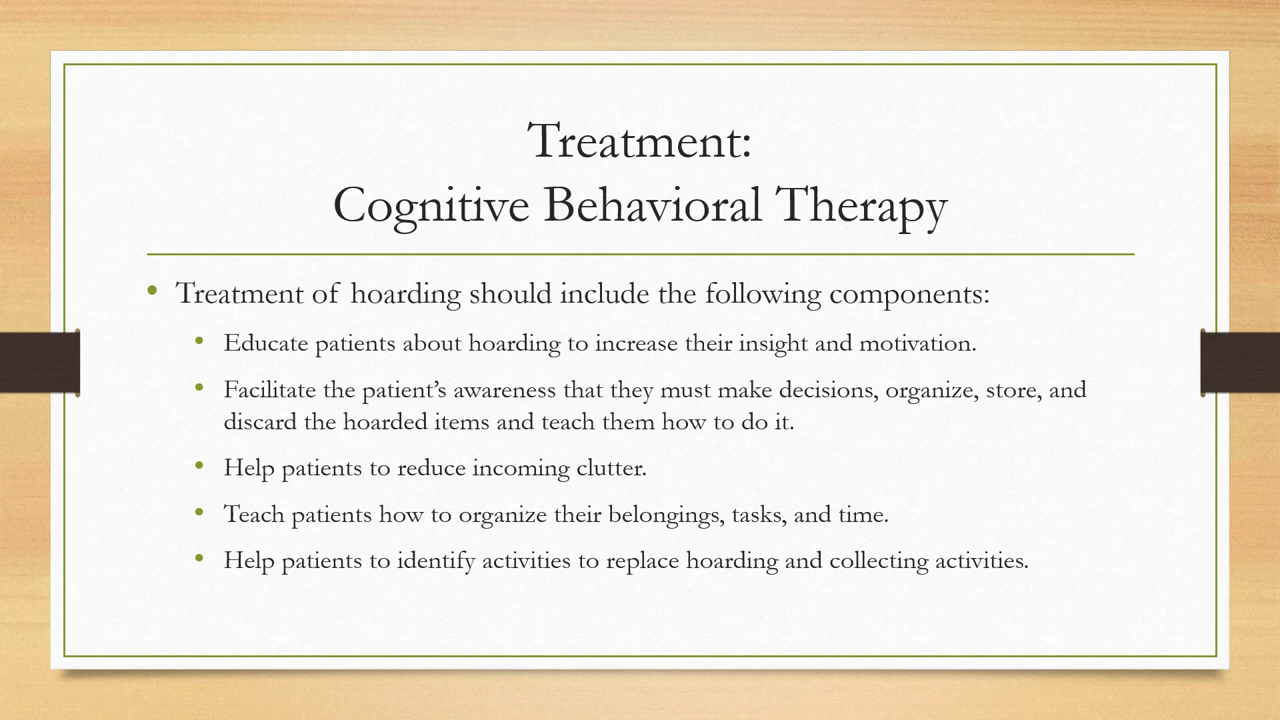 Treatment:
Cognitive Behavioral Therapy
• Treatment of hoarding should include the following components:
• Educate patients about hoarding to increase their insight and motivation.
• Facilitate the patient’s awareness that they must make decisions, organize, store, and
discard the hoarded items and teach them how to do it.
• Help patients to reduce incoming clutter.
• Teach patients how to organize their belongings, tasks, and time.
• Help patients to identify activities to replace hoarding and collecting activities.